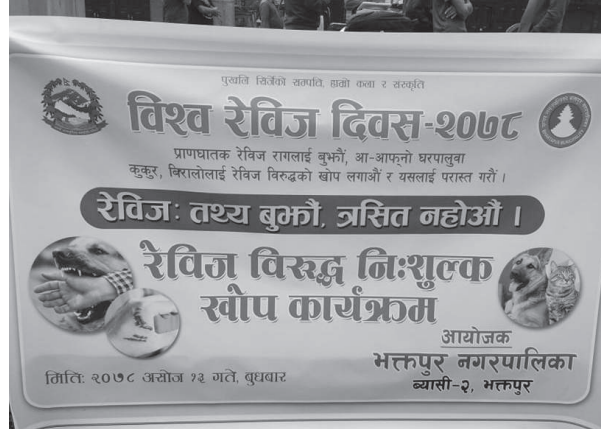 पुर्खाले सिर्जेको सम्पति, हाम्रो कला र संस्कृति
विश्व रेविज दिवस-२०७८
प्राणघातक रेविज रागलाई बुझौं, आ-आफ्नो घरपालुवा
कुकुर, बिरालोलाई रेविज विरुद्धको खोप लगाऔं र यसलाई परास्त गरौं ।
रेविज: तथ्य बुझौं, त्रसित नहोऔं ।
रेविज विरुद्ध निःशुल्क
खोप कार्यक्रम
आयोजक
भक्तपुर नगरपालिका
ब्यासी-२, भक्तपुर
मिति: २०७८ असोज १३ गते, बुधबार